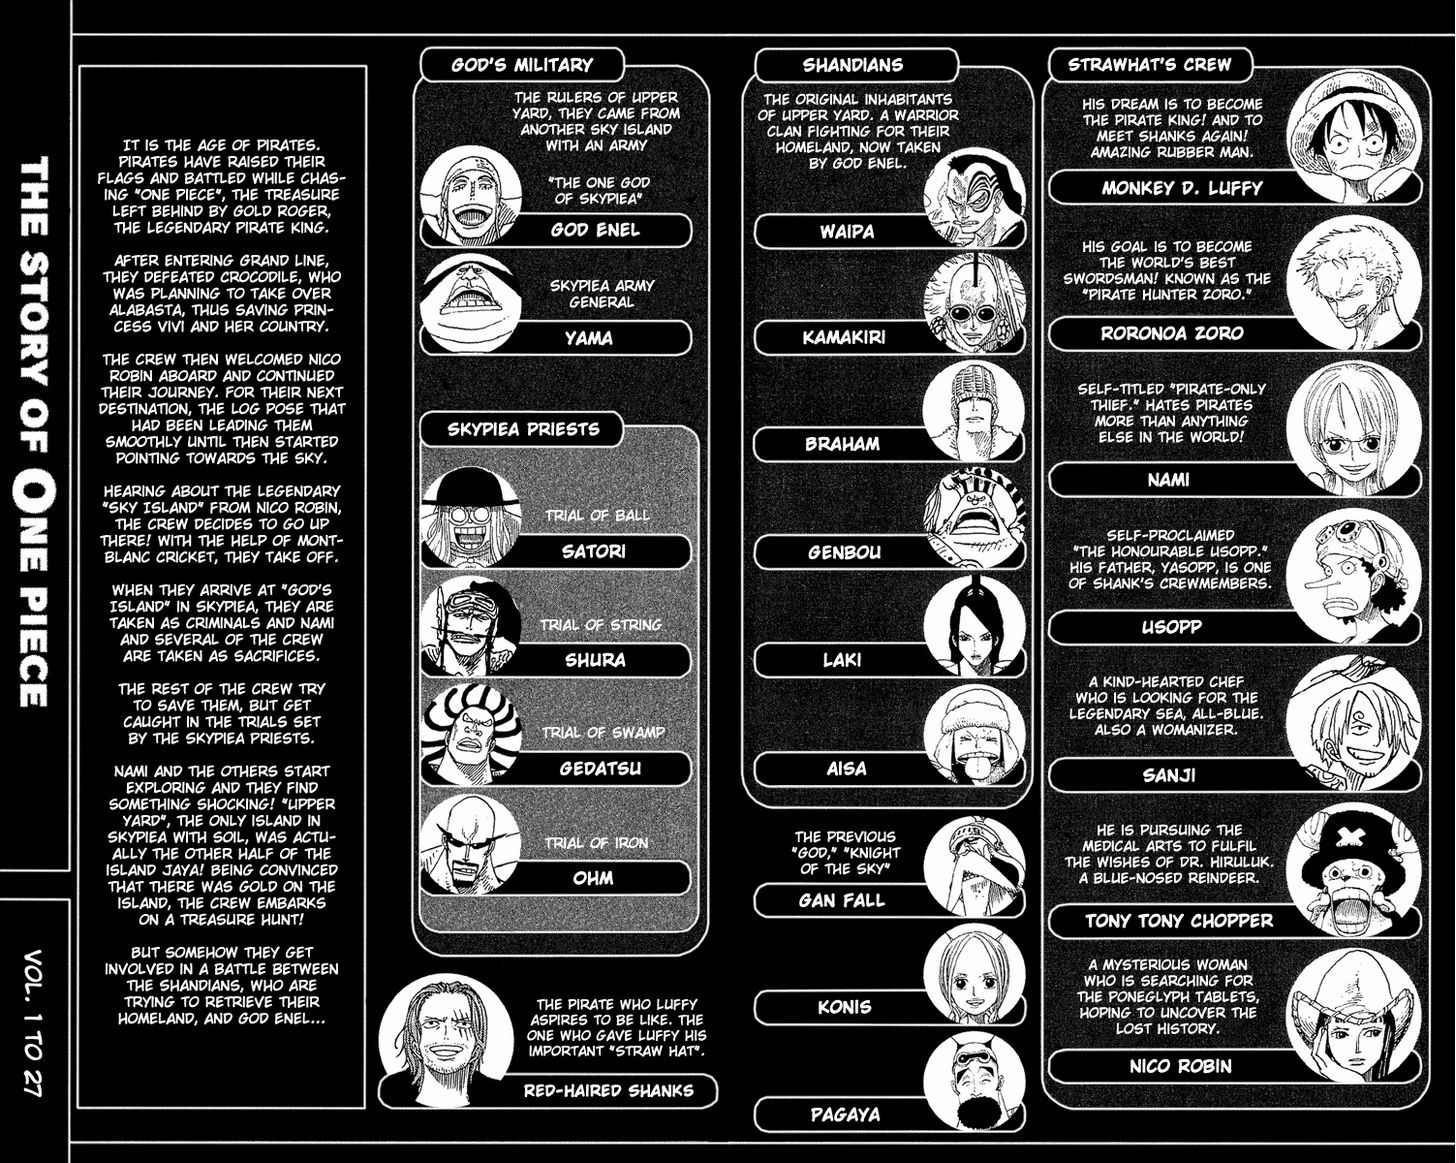 THE STORY OF ONE PIECE
VOL. 1 TO 27
IT IS THE AGE OF PIRATES.
PIRATES HAVE RAISED THEIR
FLAGS AND BATTLED WHILE CHAS-
ING "ONE PIECE", THE TREASURE
LEFT BEHIND BY GOLD ROGER,
THE LEGENDARY PIRATE KING.
AFTER ENTERING GRAND LINE,
THEY DEFEATED CROCODILE, WHO
WAS PLANNING TO TAKE OVER
ALABASTA, THUS SAVING PRIN-
CESS VIVI AND HER COUNTRY.
THE CREW THEN WELCOMED NICO
ROBIN ABOARD AND CONTINUED
THEIR JOURNEY. FOR THEIR NEXT
DESTINATION, THE LOG POSE THAT
HAD BEEN LEADING THEM
SMOOTHLY UNTIL THEN STARTED
POINTING TOWARDS THE SKY.
HEARING ABOUT THE LEGENDARY
"SKY ISLAND" FROM NICO ROBIN,
THE CREW DECIDES TO GO UP
THERE! WITH THE HELP OF MONT-
BLANC CRICKET, THEY TAKE OFF.
WHEN THEY ARRIVE AT "GOD'S
ISLAND" IN SKYPIEA, THEY ARE
TAKEN AS CRIMINALS AND NAMI
AND SEVERAL OF THE CREW
ARE TAKEN AS SACRIFICES.
THE REST OF THE CREW TRY
TO SAVE THEM, BUT GET
CAUGHT IN THE TRIALS SET
BY THE SKYPIEA PRIESTS.
NAMI AND THE OTHERS START
EXPLORING AND THEY FIND
SOMETHING SHOCKING! "UPPER
YARD", THE ONLY ISLAND IN
SKYPIEA WITH SOIL, WAS ACTU-
ALLY THE OTHER HALF OF THE
ISLAND JAYA! BEING CONVINCED
THAT THERE WAS GOLD ON THE
ISLAND, THE CREW EMBARKS
ON A TREASURE HUNT!
BUT SOMEHOW THEY GET
INVOLVED IN A BATTLE BETWEEN
THE SHANDIANS, WHO ARE
TRYING TO RETRIEVE THEIR
HOMELAND, AND GOD ENEL...
GOD'S MILITARY
THE RULERS OF UPPER
YARD, THEY CAME FROM
ANOTHER SKY ISLAND
WITH AN ARMY
"THE ONE GOD
OF SKYPIEA"
GOD ENEL
SKYPIEA ARMY
GENERAL
YAMA
SKYPIEA PRIESTS
TRIAL OF BALL
SATORI
TRIAL OF STRING
SHURA
TRIAL OF SWAMP
GEDATSU
TRIAL OF IRON
OHM
THE PIRATE WHO LUFFY
ASPIRES TO BE LIKE. THE
ONE WHO GAVE LUFFY HIS
IMPORTANT "STRAW HAT".
RED-HAIRED SHANKS
SHANDIANS
THE ORIGINAL INHABITANTS
OF UPPER YARD. A WARRIOR
CLAN FIGHTING FOR THEIR
HOMELAND, NOW TAKEN
BY GOD ENEL.
WAIPA
KAMAKIRI
BRAHAM
GENBOU
LAKI
AISA
THE PREVIOUS
"GOD," "KNIGHT
OF THE SKY"
GAN FALL
KONIS
PAGAYA
STRAWHAT'S CREW
HIS DREAM IS TO BECOME
THE PIRATE KING! AND TO
MEET SHANKS AGAIN!
AMAZING RUBBER MAN.
MONKEY D. LUFFY
HIS GOAL IS TO BECOME
THE WORLD'S BEST
SWORDSMAN! KNOWN AS THE
"PIRATE HUNTER ZORO."
RORONOA ZORO
SELF-TITLED "PIRATE-ONLY
THIEF." HATES PIRATES
MORE THAN ANYTHING
ELSE IN THE WORLD!
NAMI
SELF-PROCLAIMED
"THE HONOURABLE USOPP."
HIS FATHER, YASOPP, IS ONE
OF SHANK'S CREWMEMBERS.
USOPP
A KIND-HEARTED CHEF
WHO IS LOOKING FOR THE
LEGENDARY SEA, ALL-BLUE.
ALSO A WOMANIZER.
SANJI
HE IS PURSUING THE
MEDICAL ARTS TO FULFIL
THE WISHES OF DR. HIRULUK.
A BLUE-NOSED REINDEER.
TONY TONY CHOPPER
A MYSTERIOUS WOMAN
WHO IS SEARCHING FOR
THE PONEGLYPH TABLETS,
HOPING TO UNCOVER THE
LOST HISTORY.
NICO ROBIN